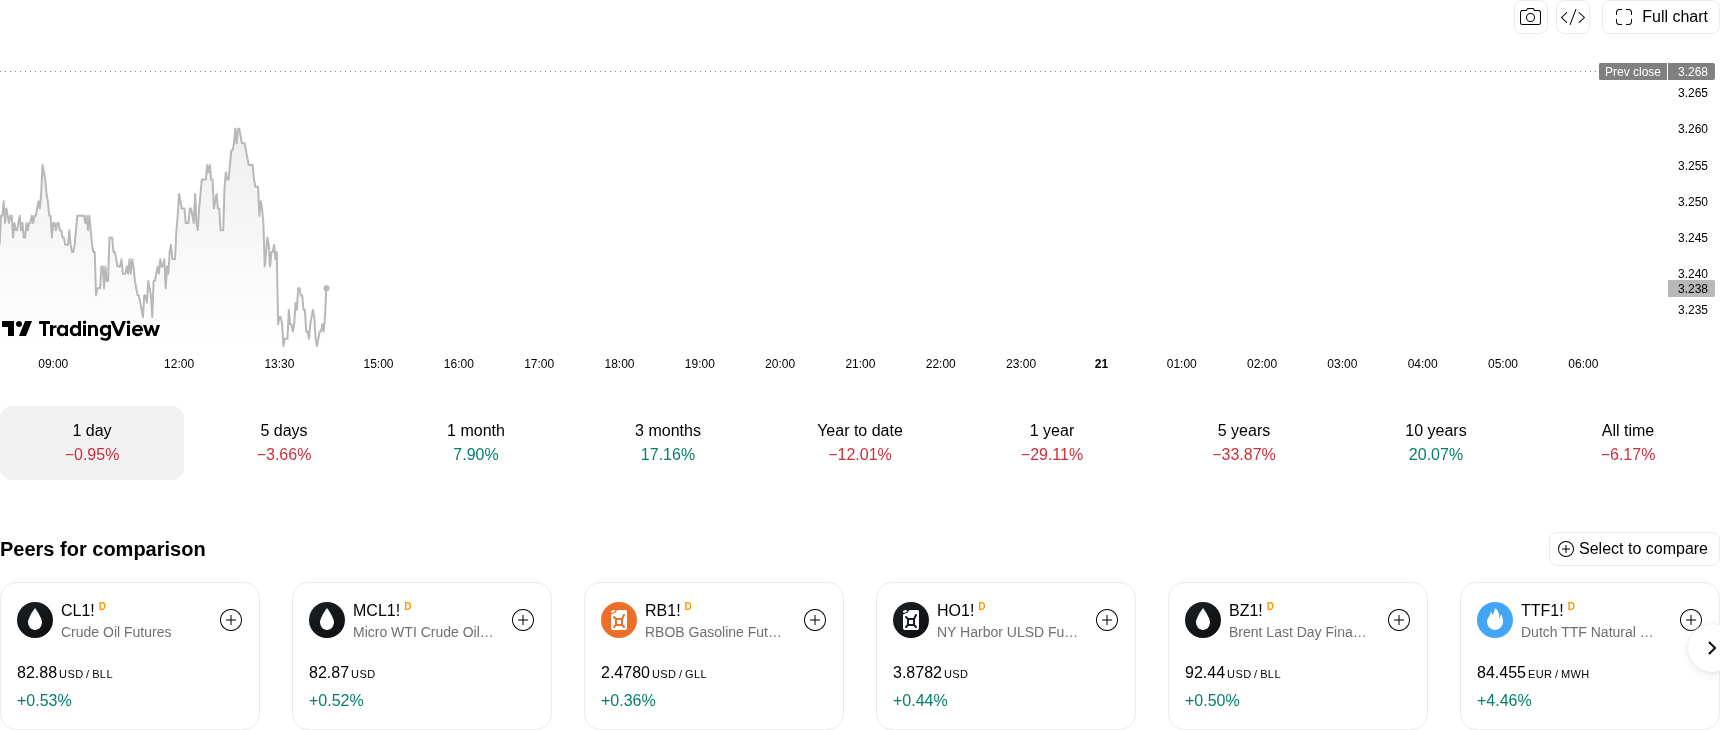 Full chart
Prev close 3.268
3.265
3.260
3.255
3.250
3.245
3.240
3.238
3.235
TradingView
09:00 12:00 13:30 15:00 16:00 17:00 18:00 19:00 20:00 21:00 22:00 23:00 21 01:00 02:00 03:00 04:00 05:00 06:00
1 day 5 days 1 month 3 months Year to date 1 year 5 years 10 years All time
−0.95% −3.66% 7.90% 17.16% −12.01% −29.11% −33.87% 20.07% −6.17%
Peers for comparison
Select to compare
CL1! D
Crude Oil Futures
82.88 USD / BLL
+0.53%
MCL1! D
Micro WTI Crude Oil…
82.87 USD
+0.52%
RB1! D
RBOB Gasoline Fut…
2.4780 USD / GLL
+0.36%
HO1! D
NY Harbor ULSD Fu…
3.8782 USD
+0.44%
BZ1! D
Brent Last Day Fina…
92.44 USD / BLL
+0.50%
TTF1! D
Dutch TTF Natural …
84.455 EUR / MWH
+4.46%